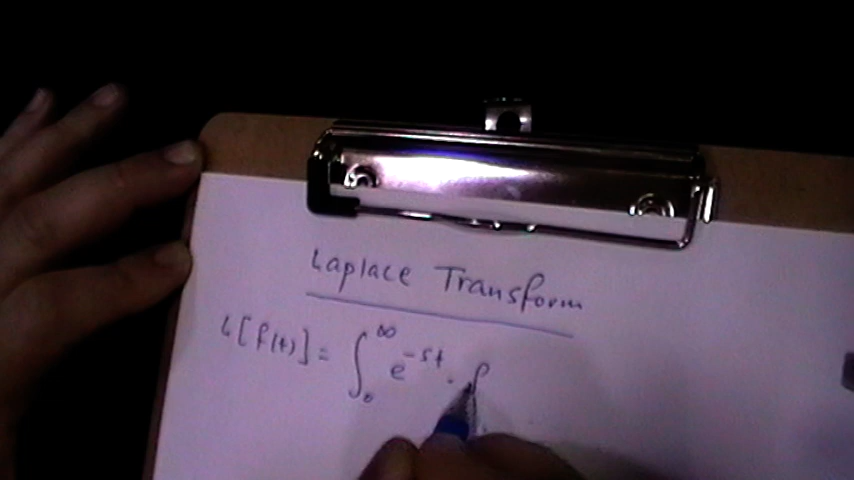 Laplace Transform
L[f(t)] = ∫₀^∞ e^(-st) . f